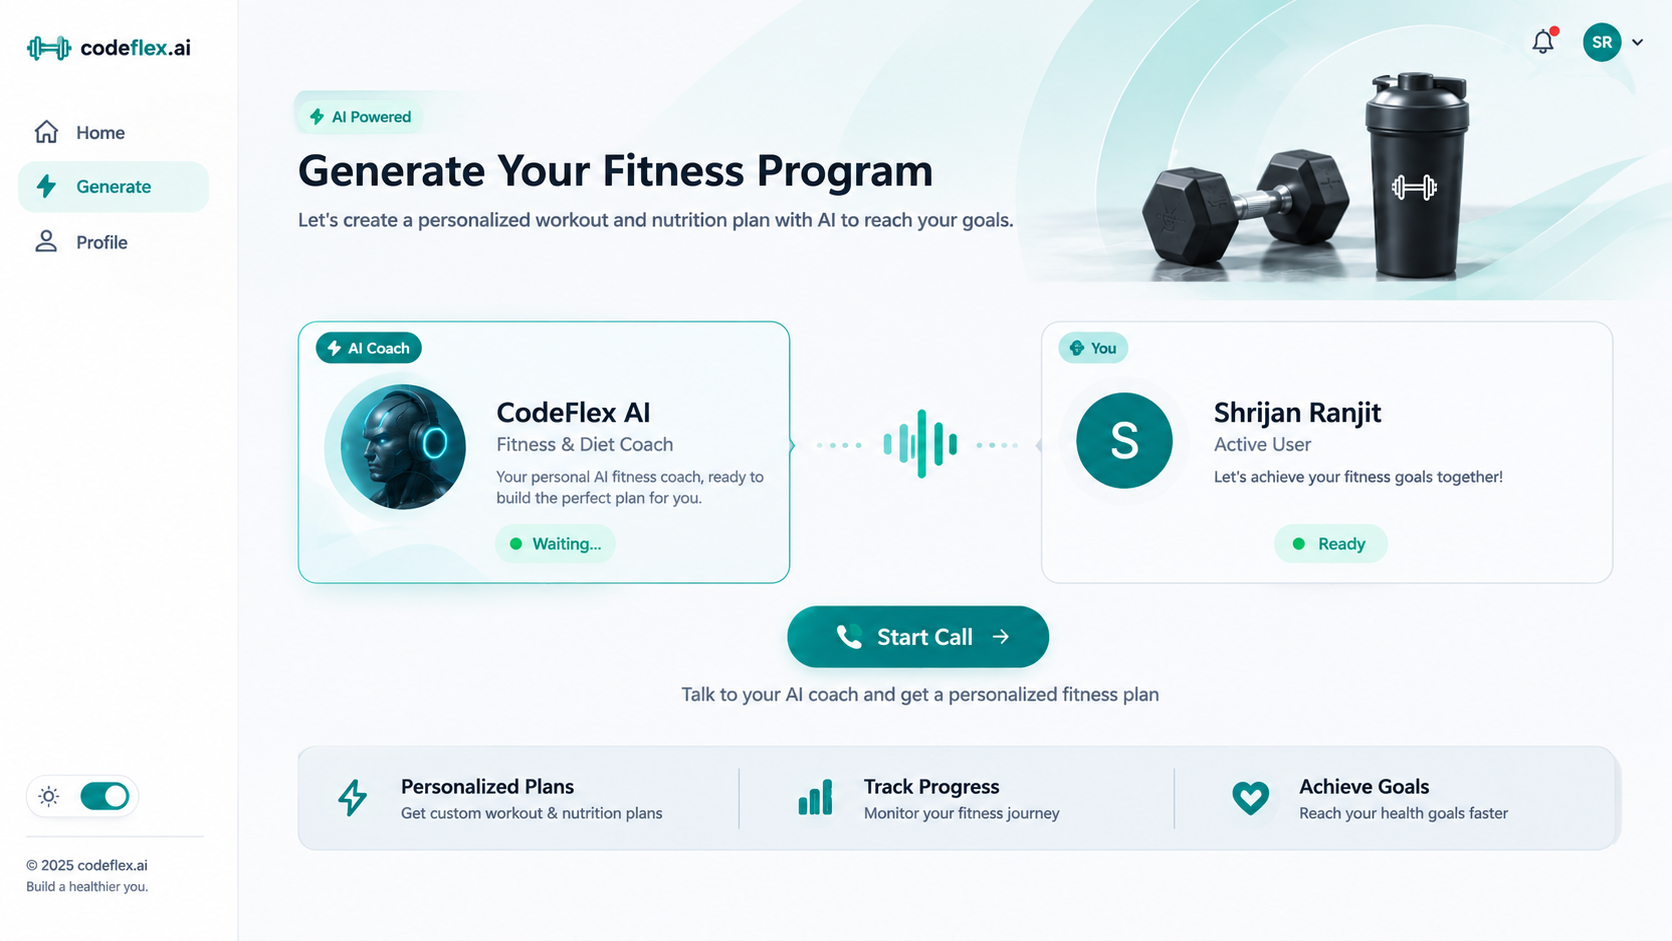 codeflex.ai
SR
Home
Generate
Profile
AI Powered
Generate Your Fitness Program
Let's create a personalized workout and nutrition plan with AI to reach your goals.
AI Coach
CodeFlex AI
Fitness & Diet Coach
Your personal AI fitness coach, ready to
build the perfect plan for you.
Waiting...
You
S
Shrijan Ranjit
Active User
Let's achieve your fitness goals together!
Ready
Start Call
Talk to your AI coach and get a personalized fitness plan
Personalized Plans
Get custom workout & nutrition plans
Track Progress
Monitor your fitness journey
Achieve Goals
Reach your health goals faster
© 2025 codeflex.ai
Build a healthier you.